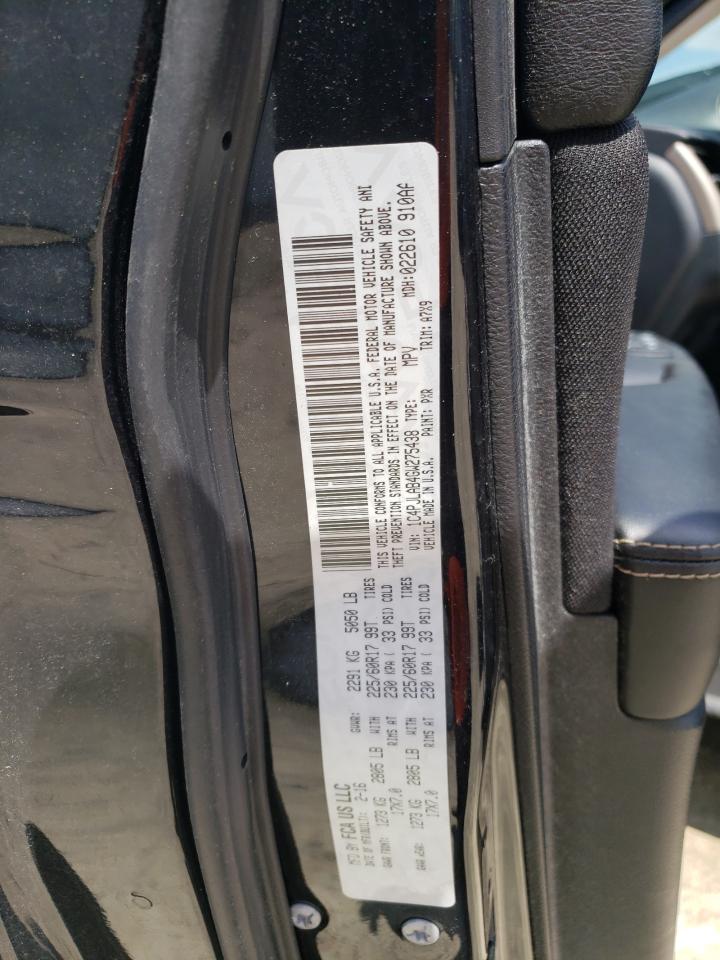 MFD BY FCA US LLC
DATE OF MFR(BUILT): 2-16 GVWR: 2291 KG 5050 LB
GAWR FRONT: 1273 KG 2805 LB WITH 225/60R17 99T TIRES
17X7.0 RIMS AT 230 KPA ( 33 PSI) COLD
GAWR REAR: 1273 KG 2805 LB WITH 225/60R17 99T TIRES
17X7.0 RIMS AT 230 KPA ( 33 PSI) COLD
THIS VEHICLE CONFORMS TO ALL APPLICABLE U.S.A. FEDERAL MOTOR VEHICLE SAFETY AND
THEFT PREVENTION STANDARDS IN EFFECT ON THE DATE OF MANUFACTURE SHOWN ABOVE.
VIN: 1C4PJLAB4GW275438 TYPE: MPV MDH:022610 910AF
VEHICLE MADE IN U.S.A. PAINT: PXR TRIM: A7X9